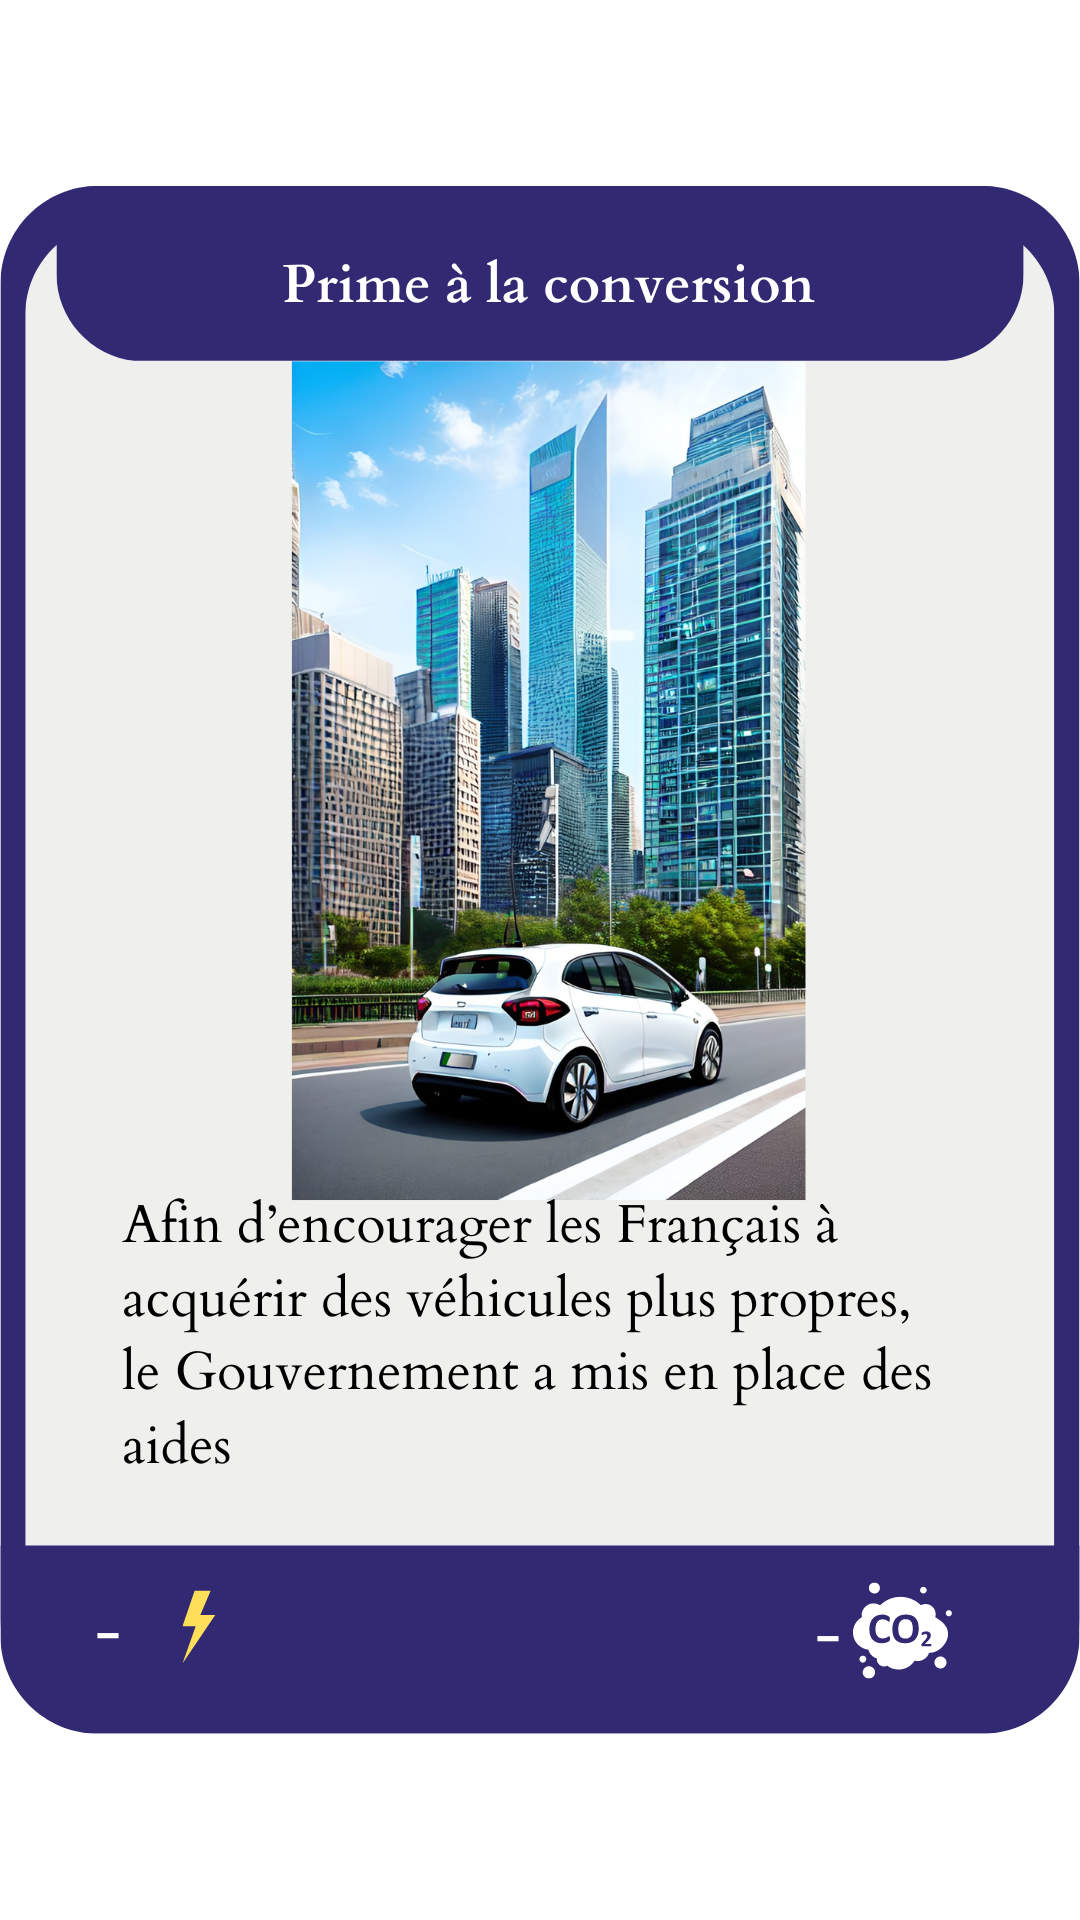 Prime à la conversion
Afin d’encourager les Français à
acquérir des véhicules plus propres,
le Gouvernement a mis en place des
aides
– 
– CO₂